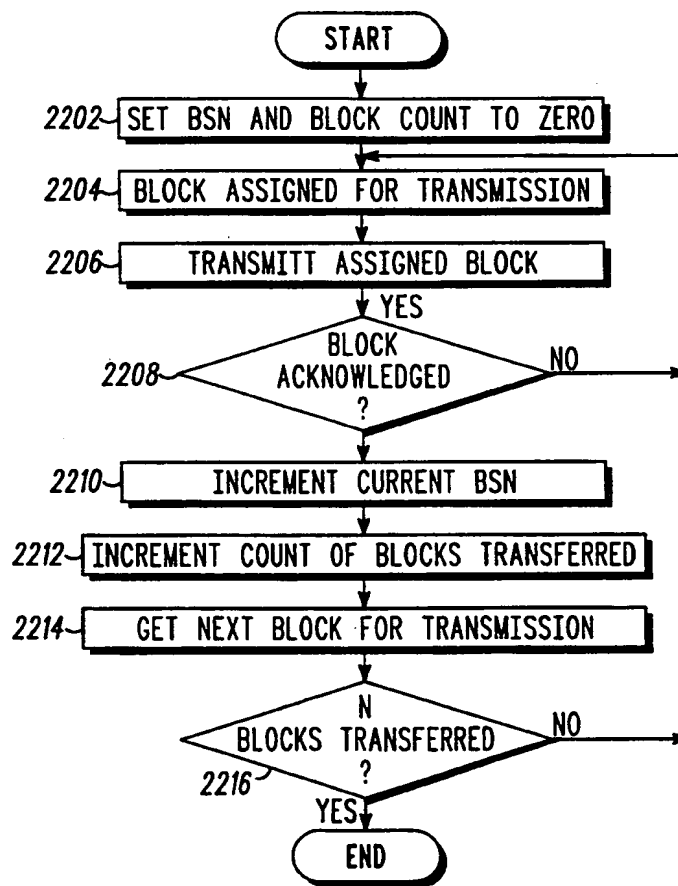 START
2202 SET BSN AND BLOCK COUNT TO ZERO
2204 BLOCK ASSIGNED FOR TRANSMISSION
2206 TRANSMITT ASSIGNED BLOCK
YES
2208 BLOCK ACKNOWLEDGED ? NO
2210 INCREMENT CURRENT BSN
2212 INCREMENT COUNT OF BLOCKS TRANSFERRED
2214 GET NEXT BLOCK FOR TRANSMISSION
N
BLOCKS TRANSFERRED NO
?
2216
YES
END